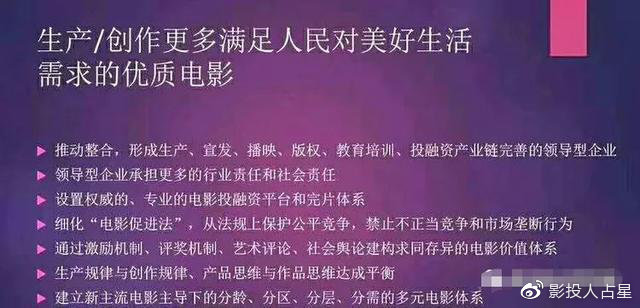 生产/创作更多满足人民对美好生活
需求的优质电影
推动整合，形成生产、宣发、播映、版权、教育培训、投融资产业链完善的领导型企业
领导型企业承担更多的行业责任和社会责任
设置权威的、专业的电影投融资平台和完片体系
细化“电影促进法”，从法规上保护公平竞争，禁止不正当竞争和市场垄断行为
通过激励机制、评奖机制、艺术评论、社会舆论建构求同存异的电影价值体系
生产规律与创作规律、产品思维与作品思维达成平衡
建立新主流电影主导下的分龄、分区、分层、分需的多元电影体系
影投人占星